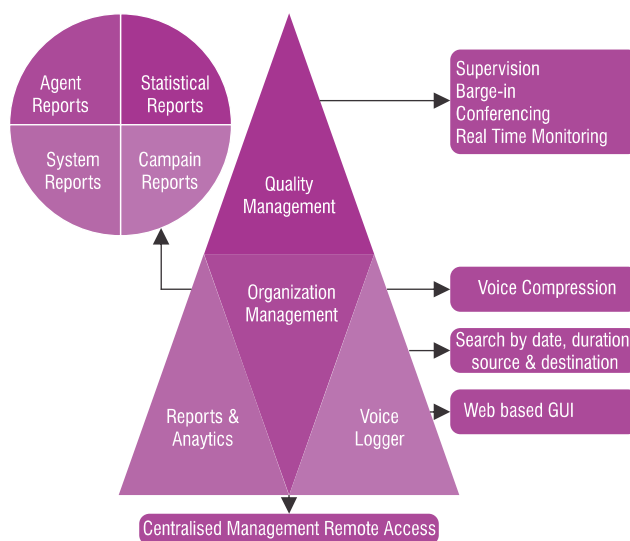 Agent
Reports
Statistical
Reports
System
Reports
Campain
Reports
Quality
Management
Organization
Management
Reports &
Anaytics
Voice
Logger
Supervision
Barge-in
Conferencing
Real Time Monitoring
Voice Compression
Search by date, duration
source & destination
Web based GUI
Centralised Management Remote Access